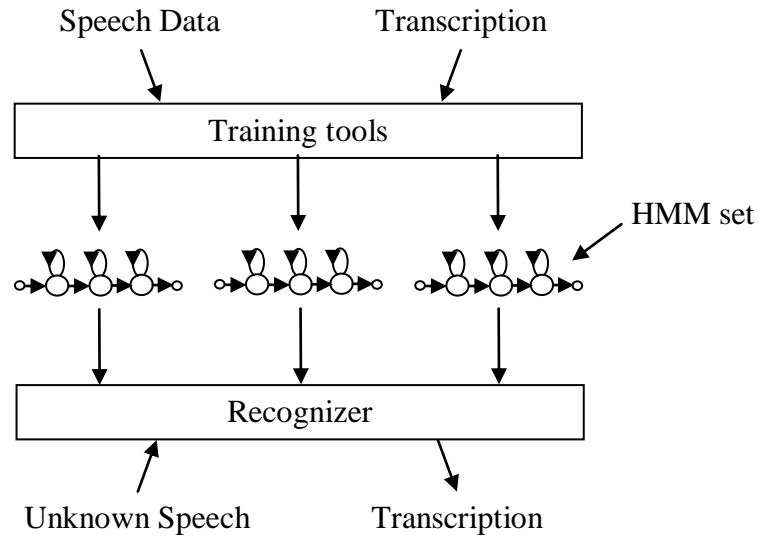 Speech Data Transcription
Training tools
HMM set
Recognizer
Unknown Speech Transcription